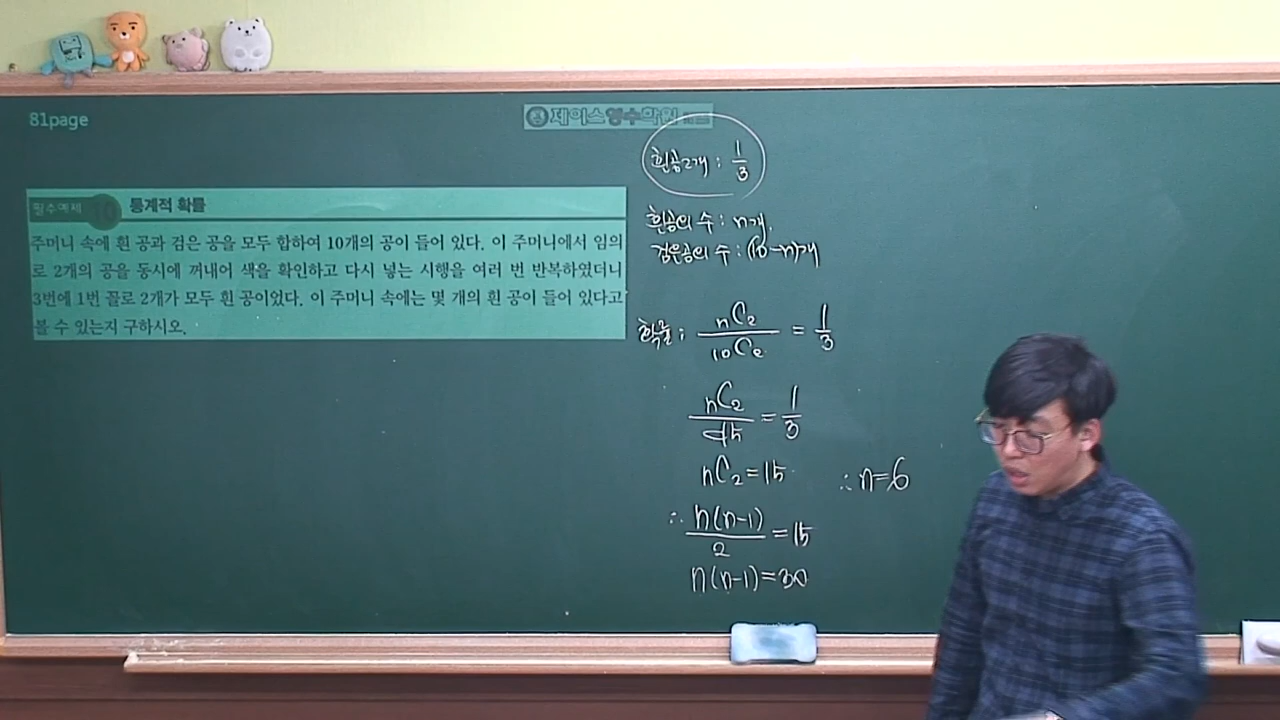 81page
제이스영수학원
필수예제 10 통계적 확률
주머니 속에 흰 공과 검은 공을 모두 합하여 10개의 공이 들어 있다. 이 주머니에서 임의
로 2개의 공을 동시에 꺼내어 색을 확인하고 다시 넣는 시행을 여러 번 반복하였더니
3번에 1번 꼴로 2개가 모두 흰 공이었다. 이 주머니 속에는 몇 개의 흰 공이 들어 있다고
볼 수 있는지 구하시오.
흰공2개 : 1/3
흰공의 수 : n개,
검은공의 수 : (10-n)개
확률 : nC2/10C2 = 1/3
nC2/45 = 1/3
nC2 = 15 ∴ n=6
∴ n(n-1)/2 = 15
n(n-1)=30